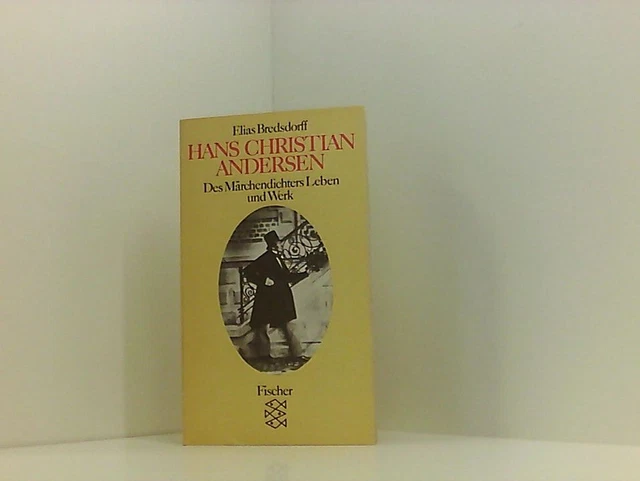 Elias Bredsdorff
HANS CHRISTIAN
ANDERSEN
Des Märchendichters Leben
und Werk
Fischer